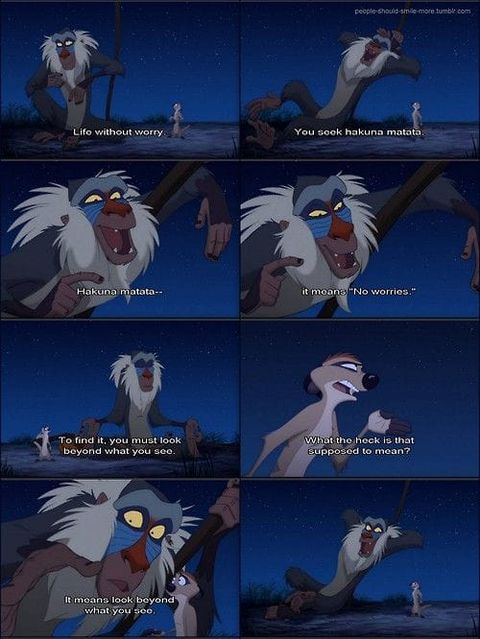 people-should-smile-more.tumblr.com
Life without worry.
You seek hakuna matata.
Hakuna matata--
it means "No worries."
To find it, you must look
beyond what you see.
What the heck is that
supposed to mean?
It means look beyond
what you see.